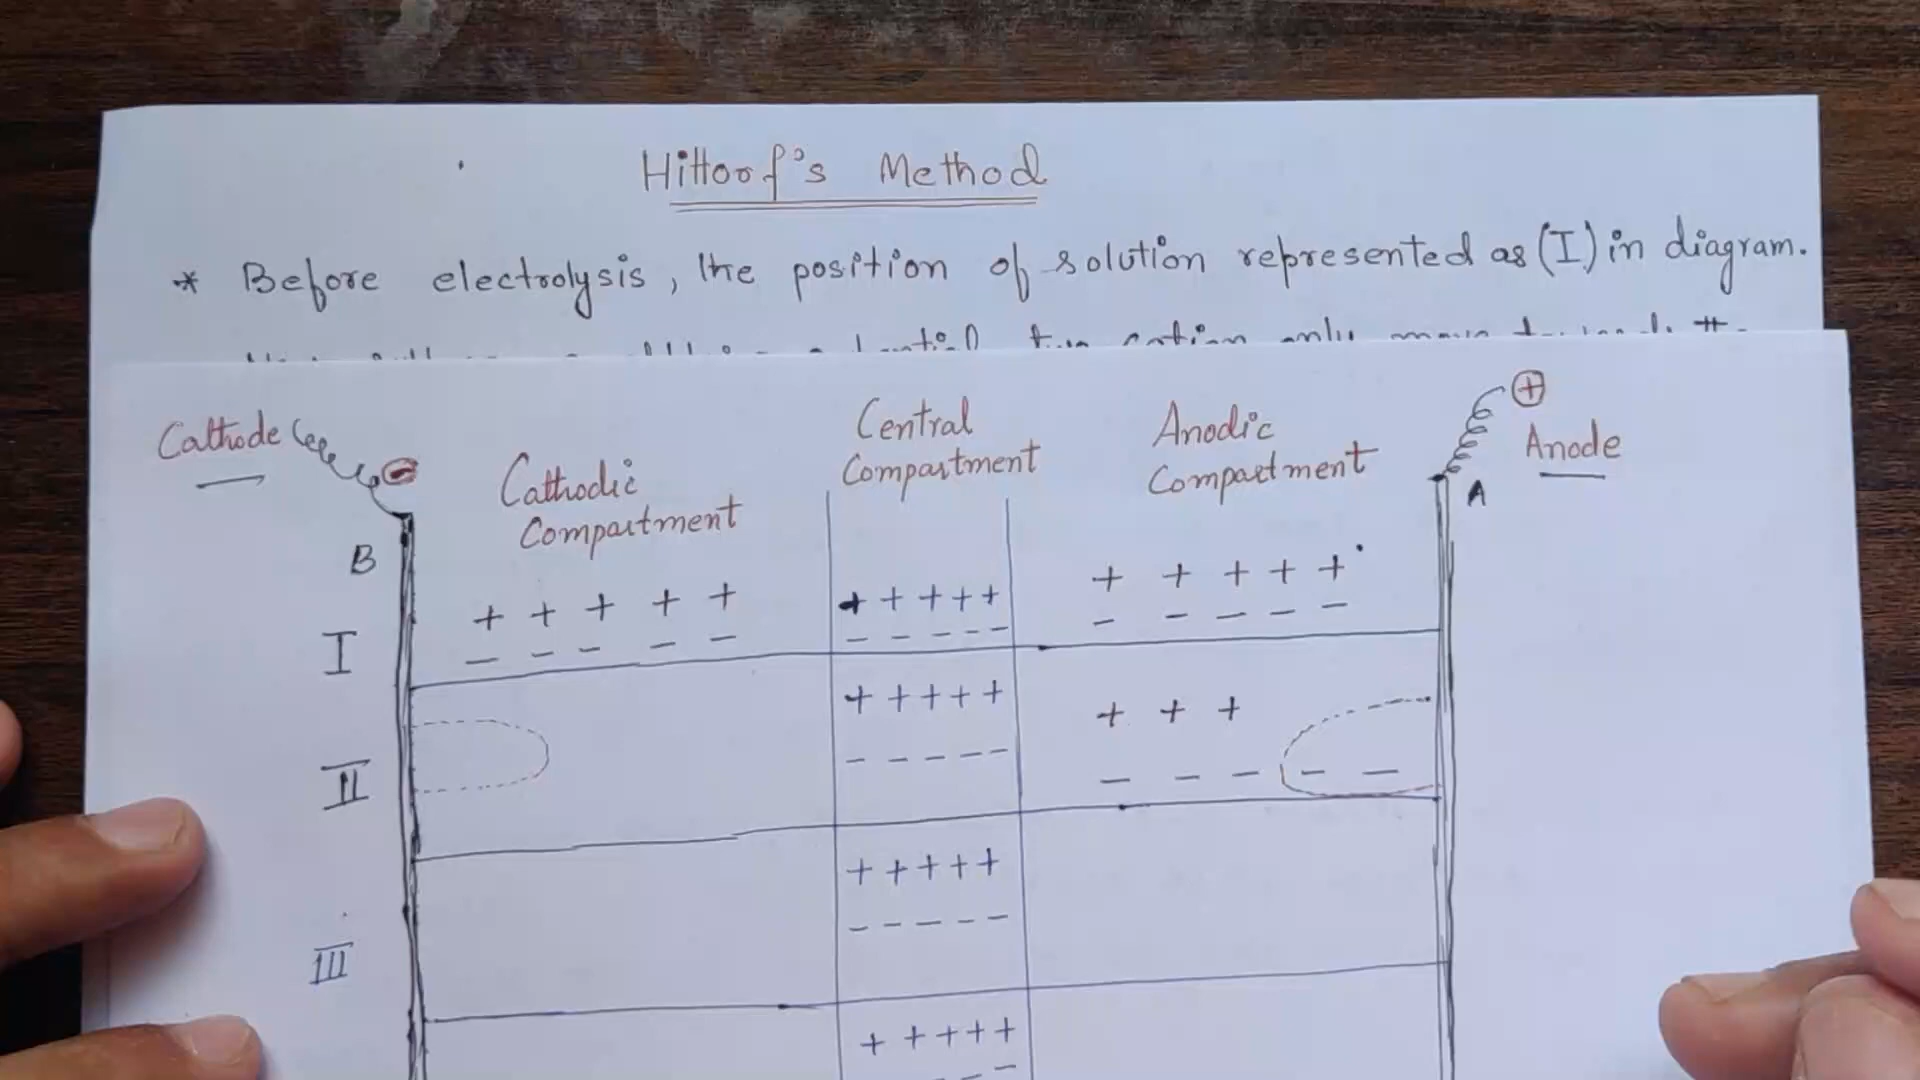 Hittorf's Method
* Before electrolysis, the position of solution represented as (I) in diagram.
Cathode
Cathodic
Compartment
Central
Compartment
Anodic
Compartment
+
Anode
-
A
B
+ + + + +
- - - - -
+ + + + +
- - - - -
+ + + + +
- - - - -
I
+ + + + +
- - - - -
+ + +
- - - - -
II
+ + + + +
- - - - -
III
+ + + + +